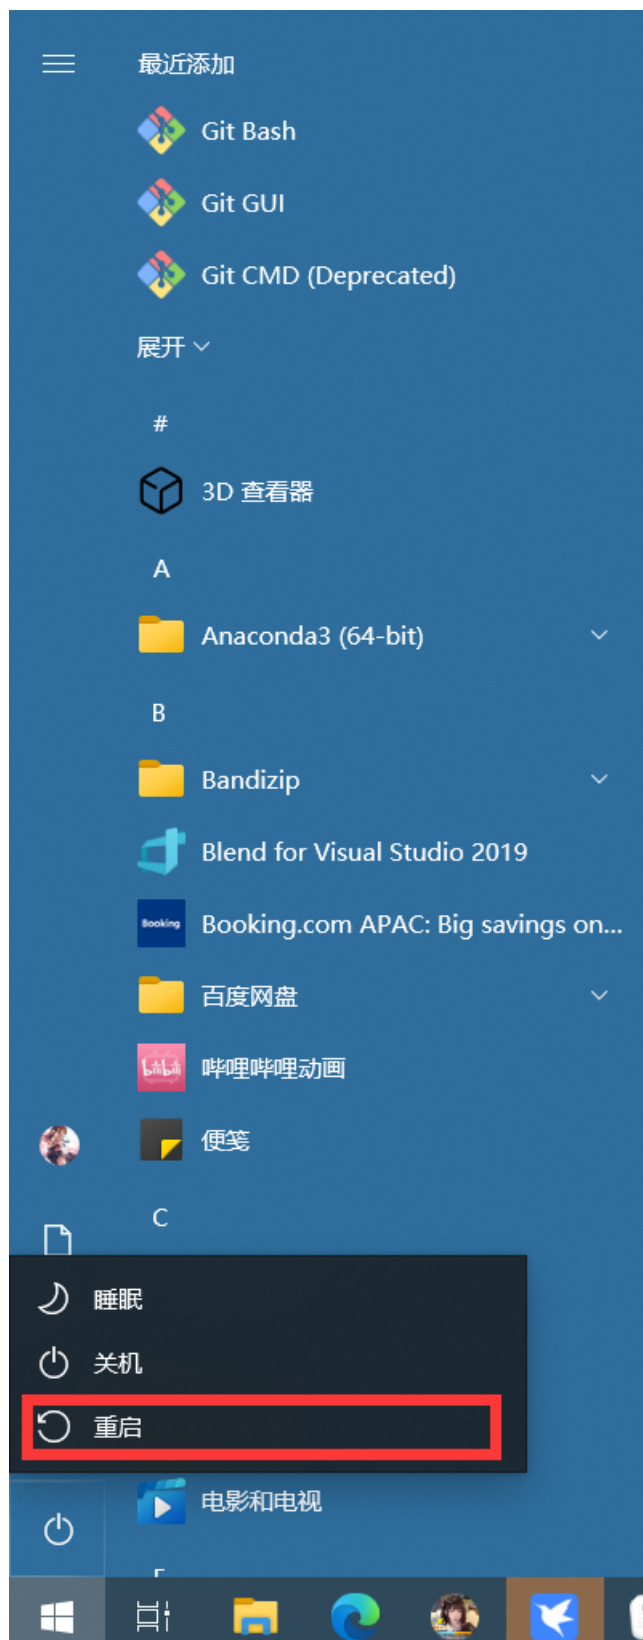 最近添加
Git Bash
Git GUI
Git CMD (Deprecated)
展开
#
3D 查看器
A
Anaconda3 (64-bit)
B
Bandizip
Blend for Visual Studio 2019
Booking
Booking.com APAC: Big savings on...
百度网盘
bilibili
哔哩哔哩动画
便笺
C
睡眠
关机
重启
电影和电视